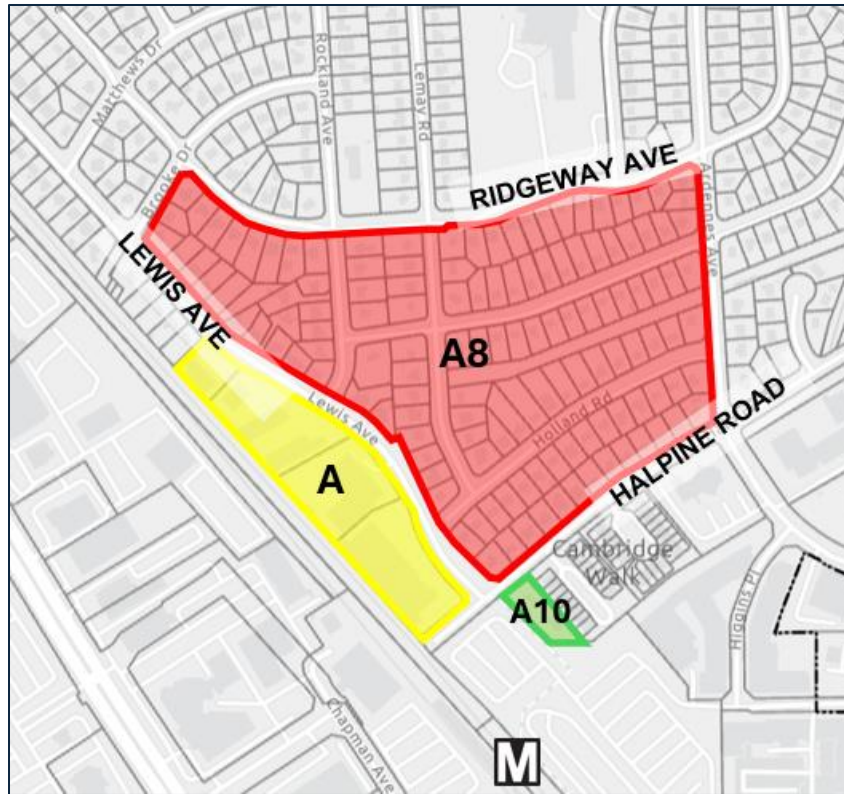 Matthews Dr
Rockland Ave
Lemay Rd
Brooke Dr
RIDGEWAY AVE
Ardennes Ave
LEWIS AVE
A8
Lewis Ave
Holland Rd
HALPINE ROAD
A
Cambridge
Walk
A10
Higgins Pl
Chapman Ave
M